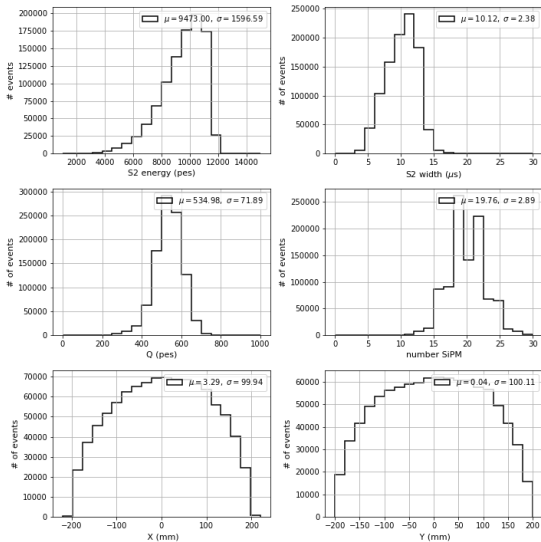 μ = 9473.00, σ = 1596.59
# events
200000
175000
150000
125000
100000
75000
50000
25000
0
2000 4000 6000 8000 10000 12000 14000
S2 energy (pes)
μ = 10.12, σ = 2.38
# of events
250000
200000
150000
100000
50000
0
0 5 10 15 20 25 30
S2 width (μs)
μ = 534.98, σ = 71.89
# of events
300000
250000
200000
150000
100000
50000
0
0 200 400 600 800 1000
Q (pes)
μ = 19.76, σ = 2.89
# of events
250000
200000
150000
100000
50000
0
0 5 10 15 20 25 30
number SiPM
μ = 3.29, σ = 99.94
# of events
70000
60000
50000
40000
30000
20000
10000
0
−200 −100 0 100 200
X (mm)
μ = 0.04, σ = 100.11
# of events
60000
50000
40000
30000
20000
10000
0
−200 −150 −100 −50 0 50 100 150 200
Y (mm)